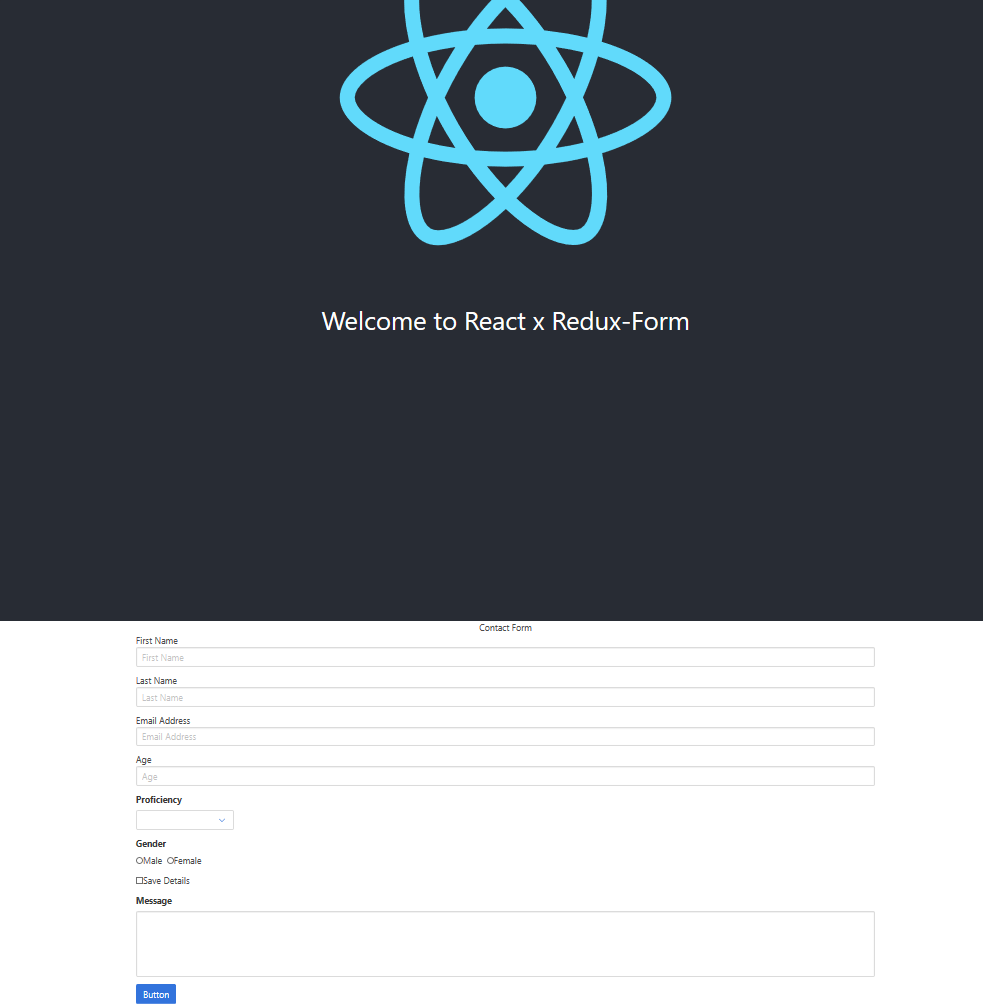 Welcome to React x Redux-Form
Contact Form
First Name
First Name
Last Name
Last Name
Email Address
Email Address
Age
Age
Proficiency
Gender
Male Female
Save Details
Message
Button